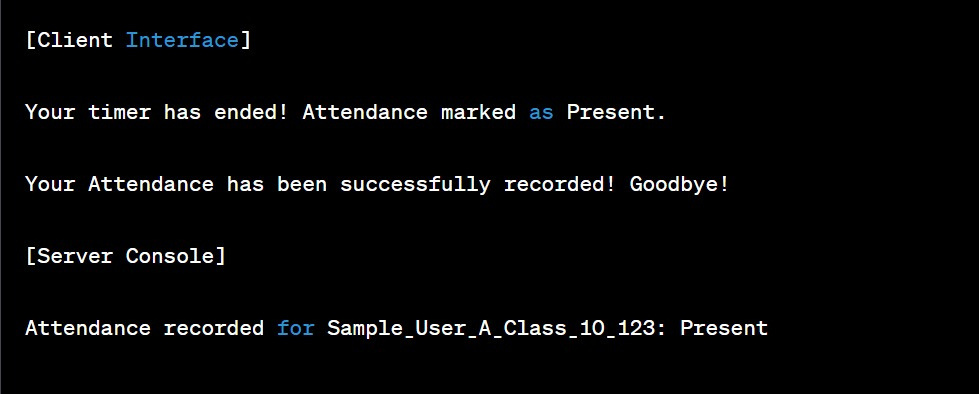 [Client Interface]
Your timer has ended! Attendance marked as Present.
Your Attendance has been successfully recorded! Goodbye!
[Server Console]
Attendance recorded for Sample_User_A_Class_10_123: Present